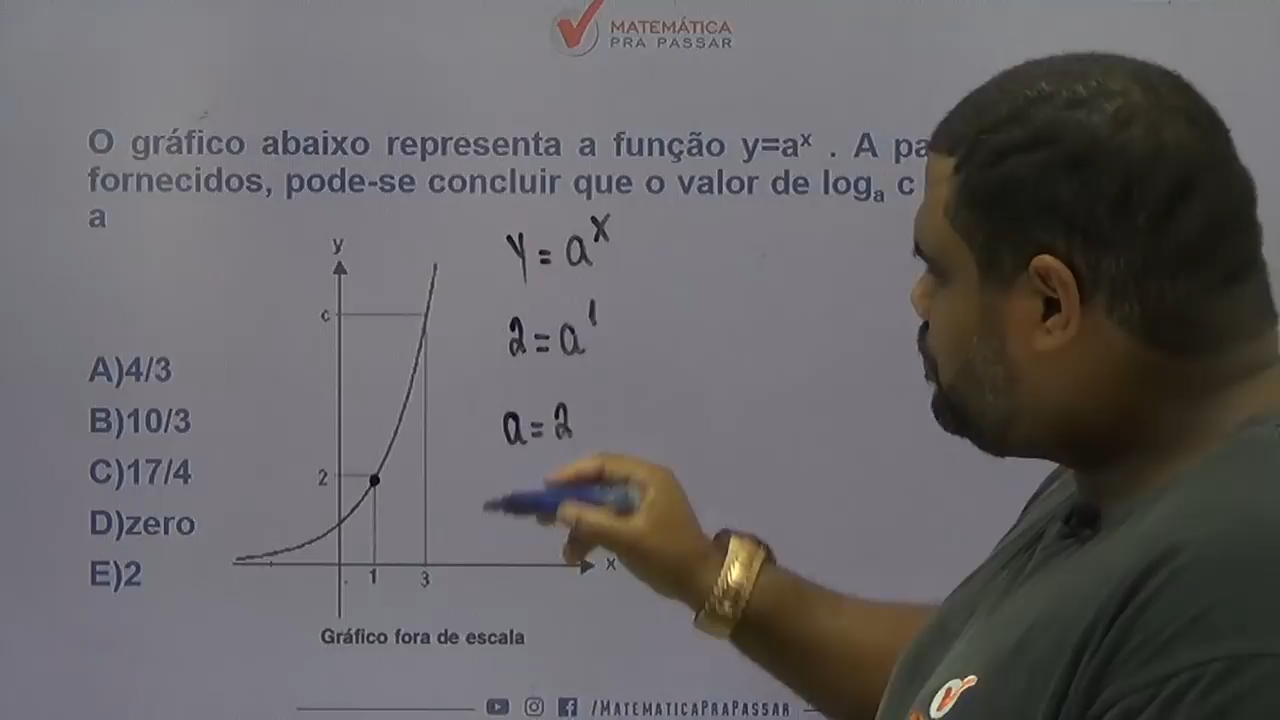 MATEMÁTICA
PRA PASSAR
O gráfico abaixo representa a função y=aˣ . A
fornecidos, pode-se concluir que o valor de logₐ c
a
y
c
2
1
3
x
A)4/3
B)10/3
C)17/4
D)zero
E)2
y = aˣ
2 = a¹
a = 2
Gráfico fora de escala
/MATEMATICAPRAPASSAR